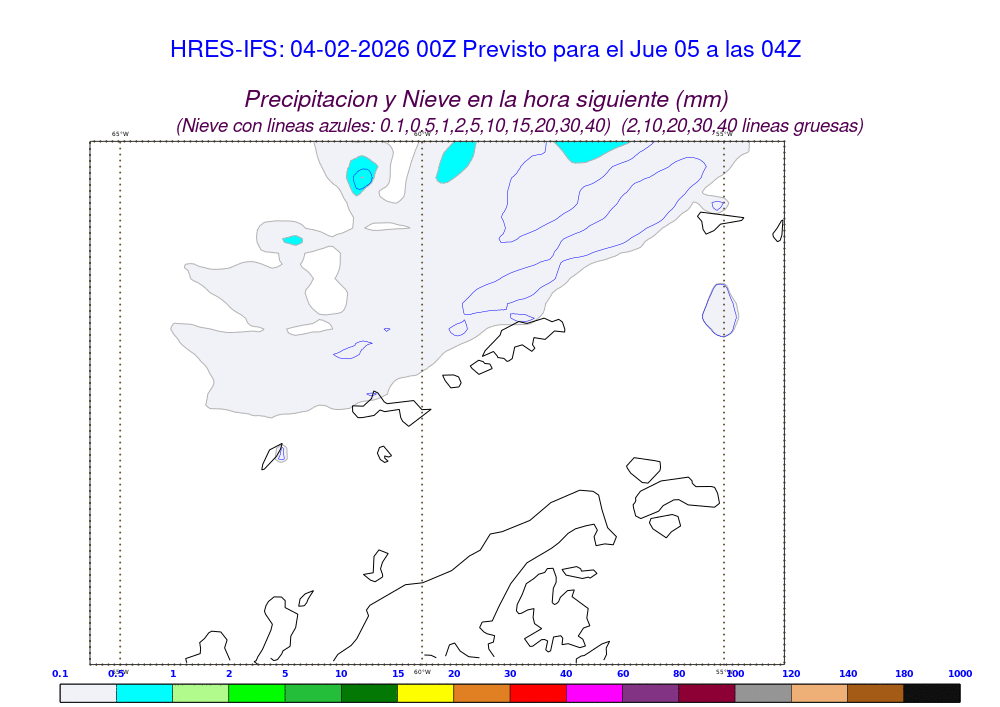 HRES-IFS: 04-02-2026 00Z Previsto para el Jue 05 a las 04Z
Precipitacion y Nieve en la hora siguiente (mm)
(Nieve con lineas azules: 0.1,0.5,1,2,5,10,15,20,30,40)  (2,10,20,30,40 lineas gruesas)
65°W 60°W 55°W
65°W 60°W 55°W
0.1 0.5 1 2 5 10 15 20 30 40 60 80 100 120 140 180 1000